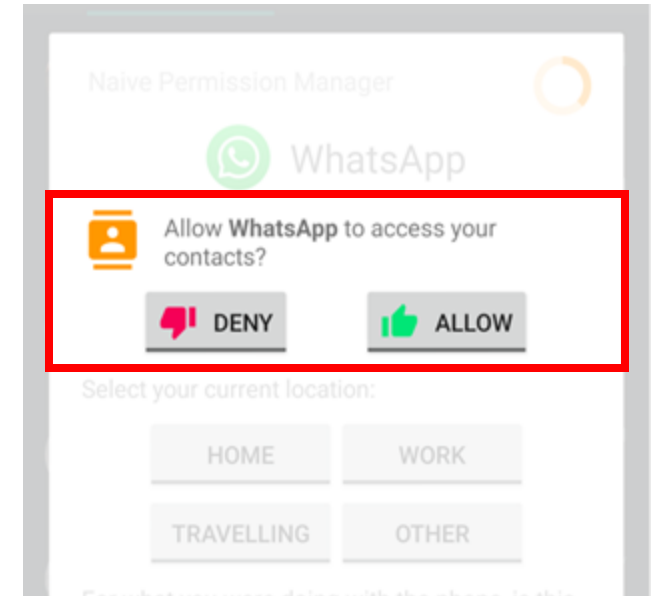 Naive Permission Manager
WhatsApp
Allow WhatsApp to access your
contacts?
DENY ALLOW
Select your current location:
HOME WORK
TRAVELLING OTHER